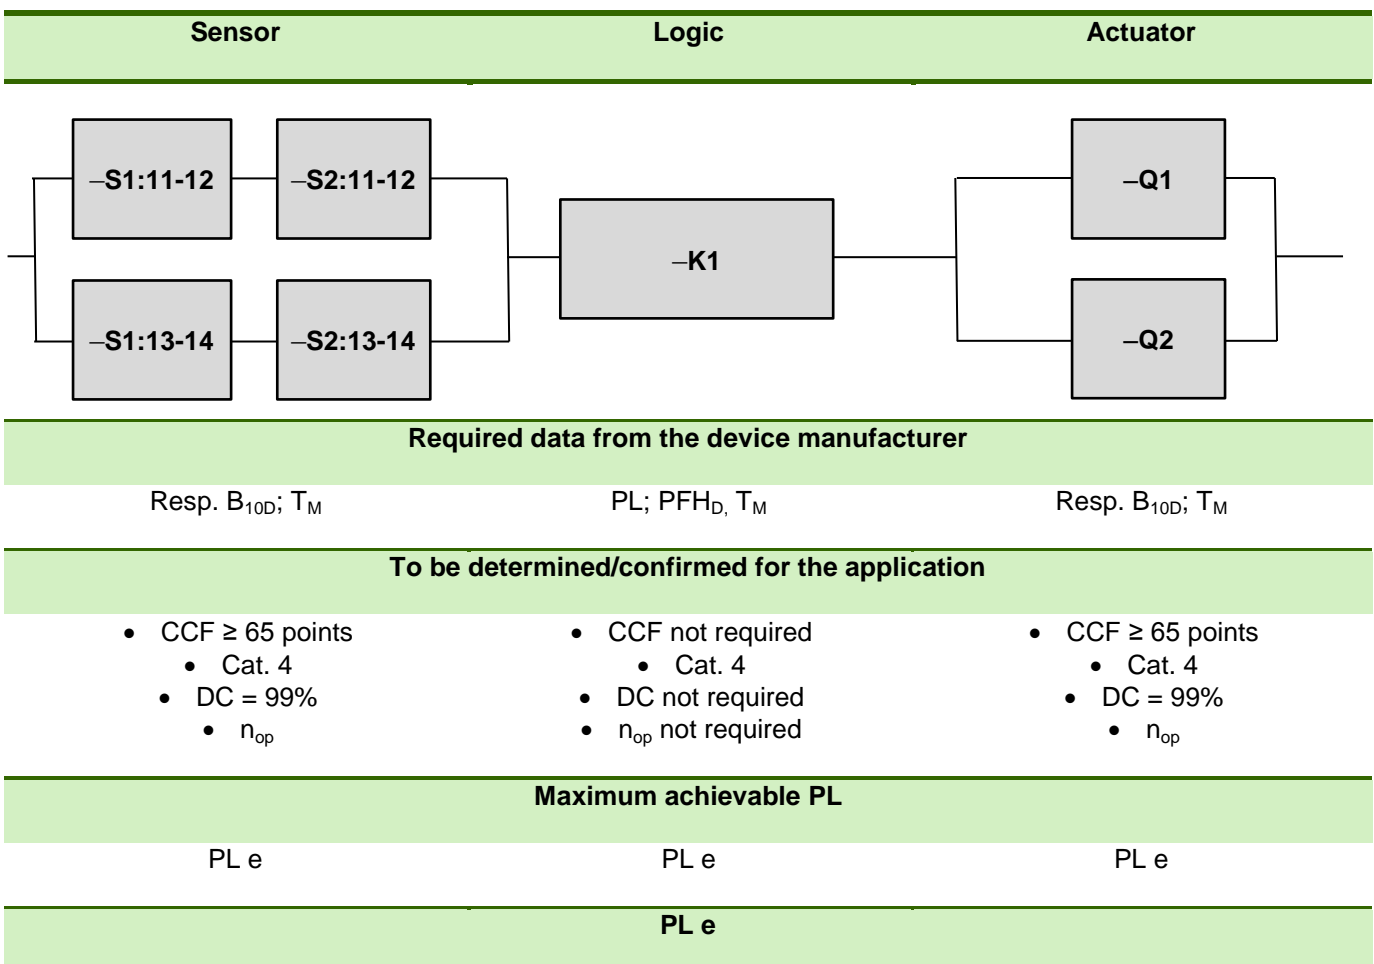 Sensor Logic Actuator
–S1:11-12 –S2:11-12 –Q1
–K1
–S1:13-14 –S2:13-14 –Q2
Required data from the device manufacturer
Resp. B10D; TM PL; PFHD, TM Resp. B10D; TM
To be determined/confirmed for the application
• CCF ≥ 65 points • CCF not required • CCF ≥ 65 points
• Cat. 4 • Cat. 4 • Cat. 4
• DC = 99% • DC not required • DC = 99%
• nop • nop not required • nop
Maximum achievable PL
PL e PL e PL e
PL e